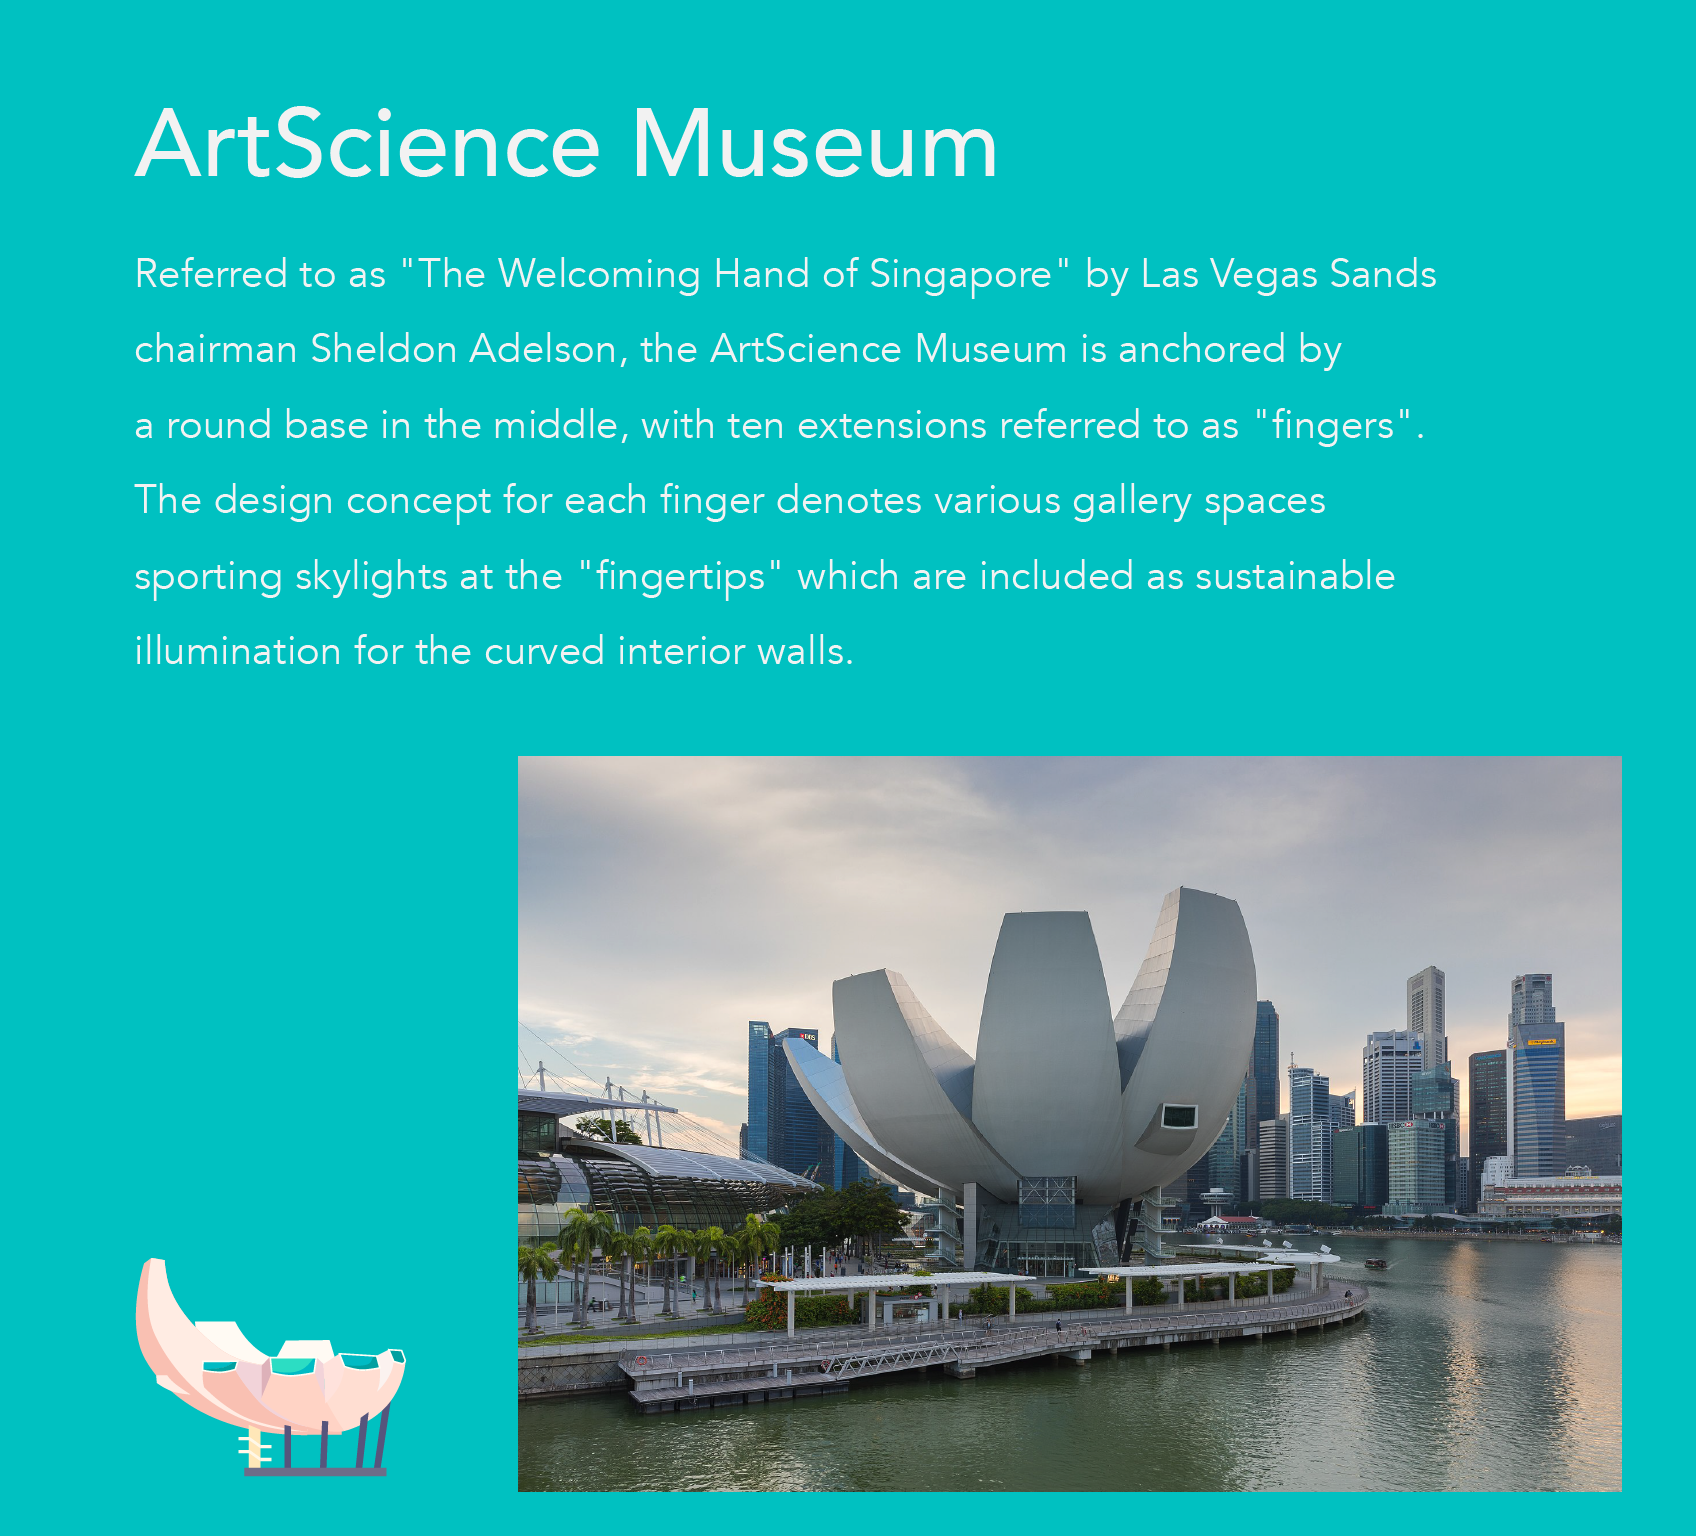 ArtScience Museum
Referred to as "The Welcoming Hand of Singapore" by Las Vegas Sands
chairman Sheldon Adelson, the ArtScience Museum is anchored by
a round base in the middle, with ten extensions referred to as "fingers".
The design concept for each finger denotes various gallery spaces
sporting skylights at the "fingertips" which are included as sustainable
illumination for the curved interior walls.
DBS